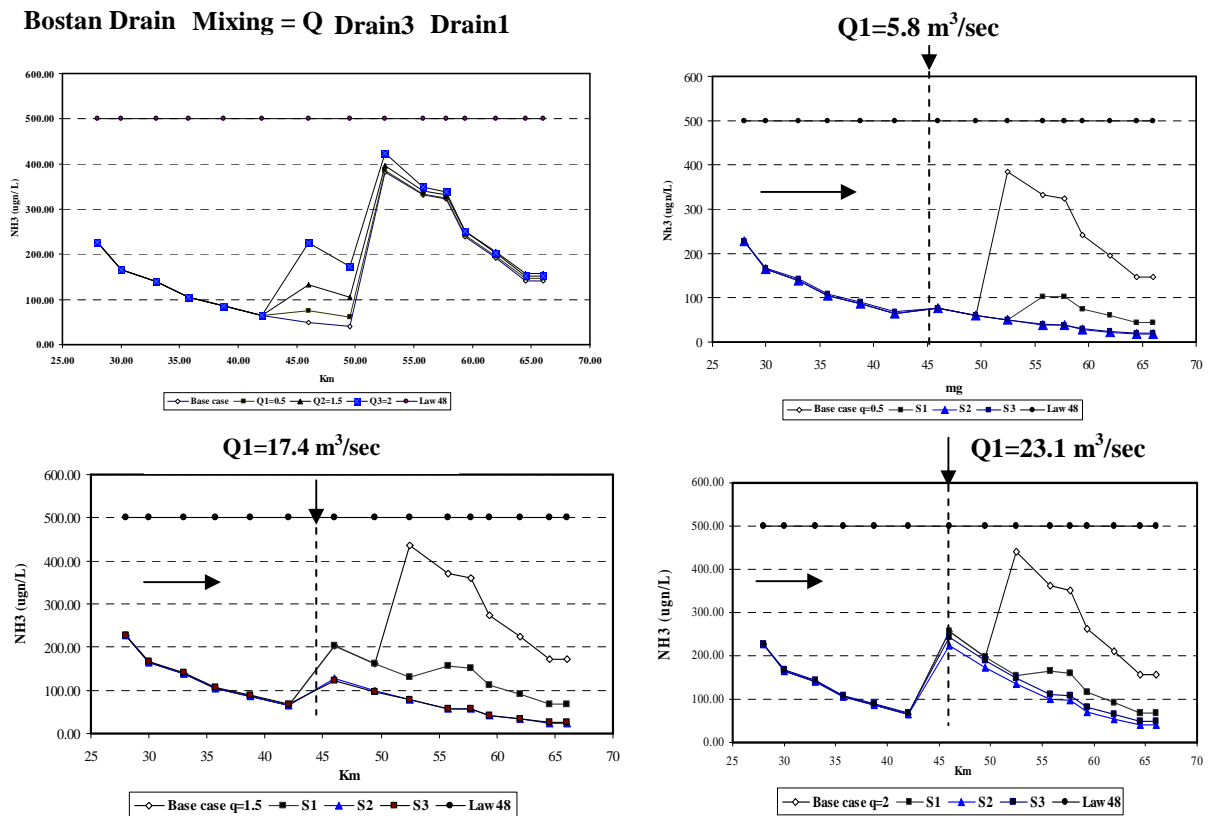 Bostan Drain Mixing = Q Drain3 Drain1
600.00
500.00
400.00
300.00
200.00
100.00
0.00
NH3 (ugn/L)
25.00 30.00 35.00 40.00 45.00 50.00 55.00 60.00 65.00 70.00
Km
Base case Q1=0.5 Q2=1.5 Q3=2 Law 48
Q1=5.8 m³/sec
600
500
400
300
200
100
0
Nh3 (ugn/L)
25 30 35 40 45 50 55 60 65 70
mg
Base case q=0.5 S1 S2 S3 Law 48
Q1=17.4 m³/sec
600.00
500.00
400.00
300.00
200.00
100.00
0.00
NH3 (ugn/L)
25 30 35 40 45 50 55 60 65 70
Km
Base case q=1.5 S1 S2 S3 Law 48
Q1=23.1 m³/sec
600.00
500.00
400.00
300.00
200.00
100.00
0.00
NH3 (ugn/L)
25 30 35 40 45 50 55 60 65 70
Km
Base case q=2 S1 S2 S3 Law 48